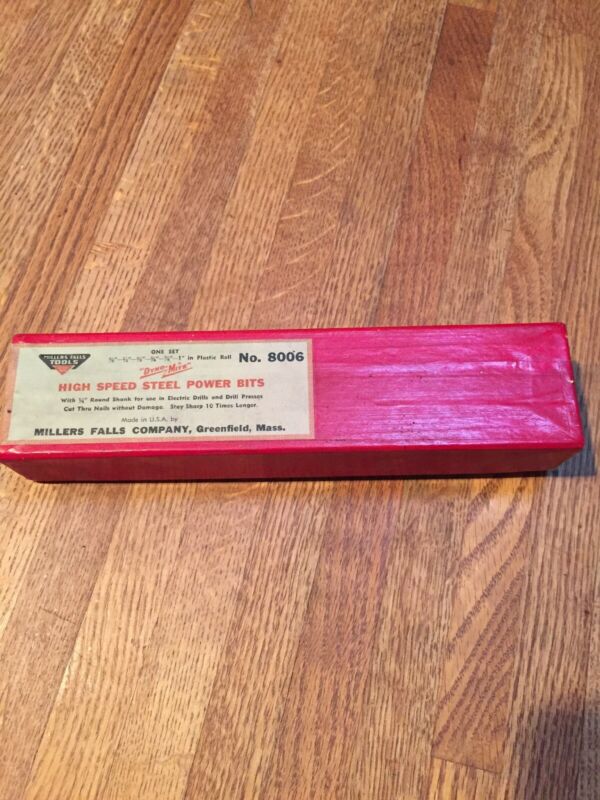 MILLERS FALLS
TOOLS
ONE SET
in Plastic Roll
No. 8006
"DYNO-MITE"
HIGH SPEED STEEL POWER BITS
With ¼" Round Shank for use in Electric Drills and Drill Presses
Cut Thru Nails without Damage. Stay Sharp 10 Times Longer.
Made in U.S.A. by
MILLERS FALLS COMPANY, Greenfield, Mass.